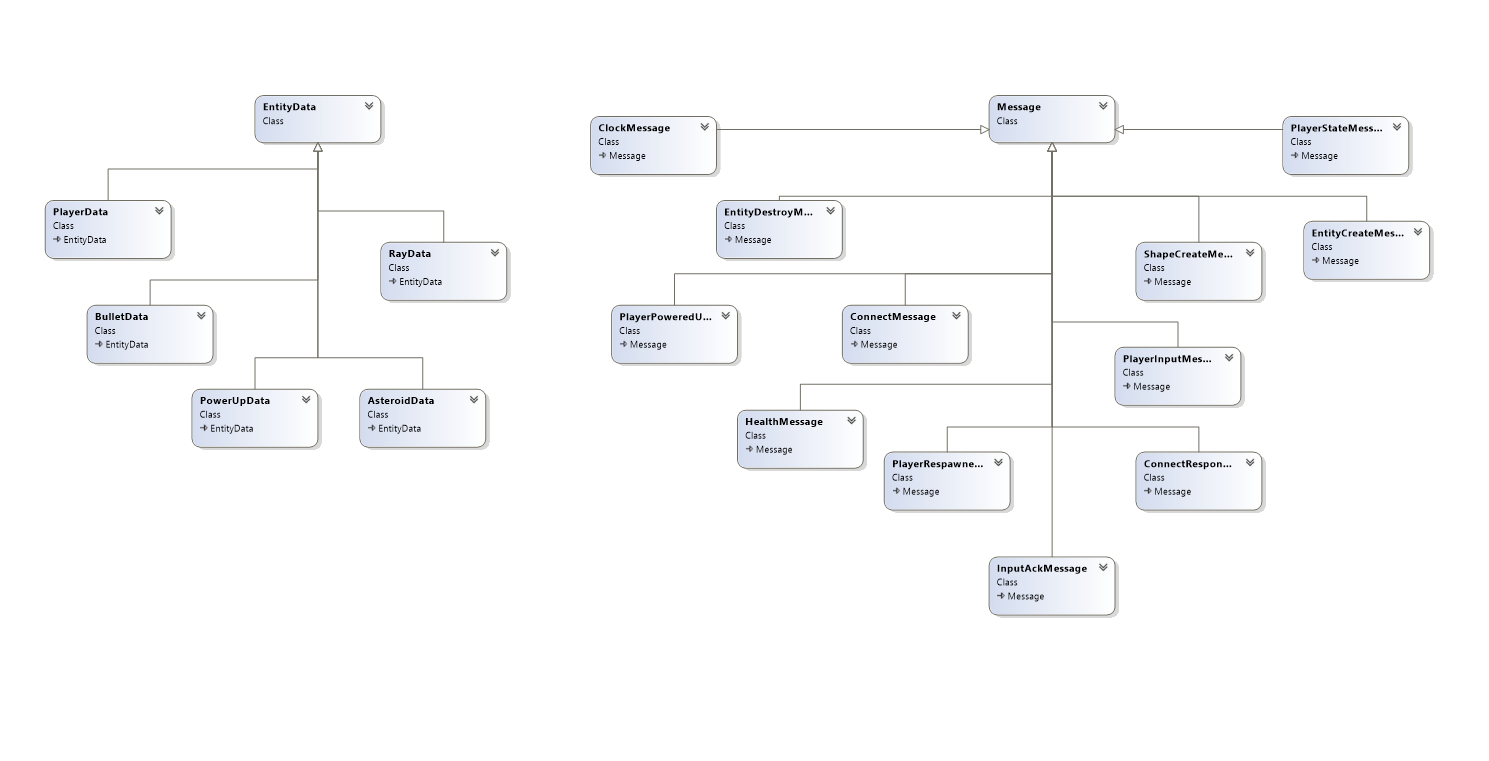 EntityData
Class
PlayerData
Class
EntityData
RayData
Class
EntityData
BulletData
Class
EntityData
PowerUpData
Class
EntityData
AsteroidData
Class
EntityData
Message
Class
ClockMessage
Class
Message
PlayerStateMess...
Class
Message
EntityDestroyM...
Class
Message
ShapeCreateMe...
Class
Message
EntityCreateMes...
Class
Message
PlayerPoweredU...
Class
Message
ConnectMessage
Class
Message
PlayerInputMes...
Class
Message
HealthMessage
Class
Message
PlayerRespawne...
Class
Message
ConnectRespon...
Class
Message
InputAckMessage
Class
Message